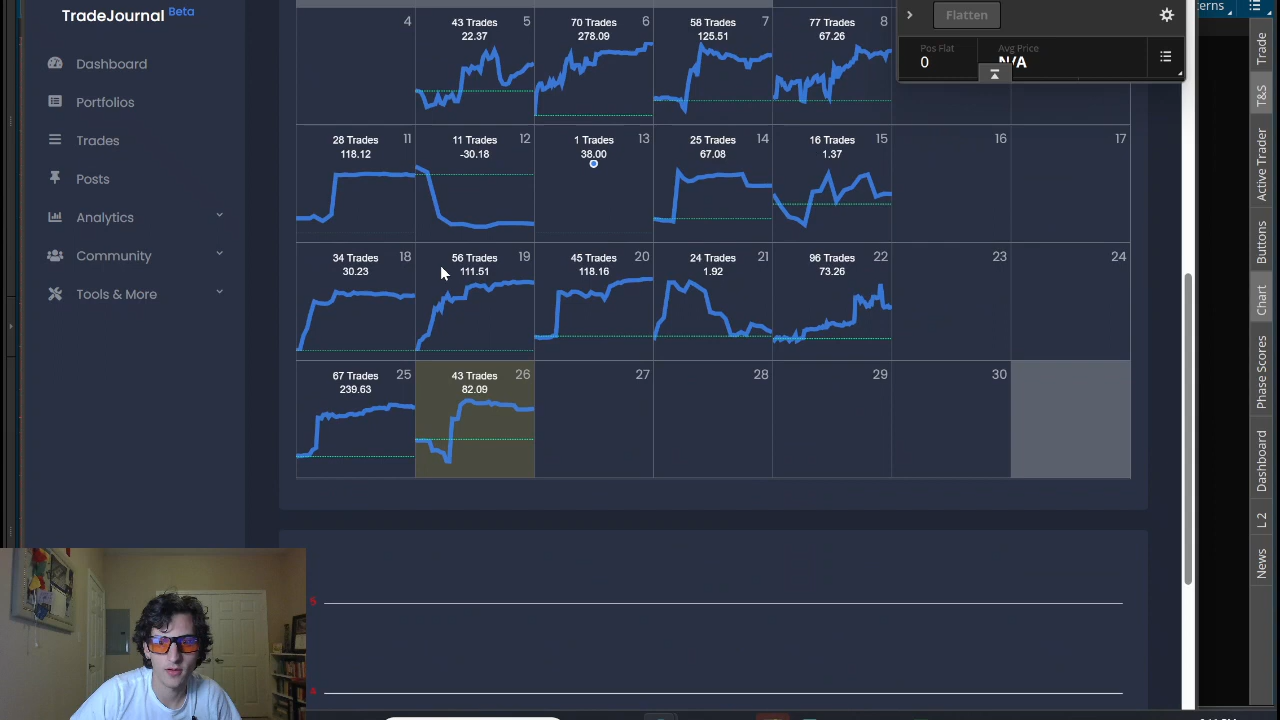 TradeJournal Beta
Dashboard
Portfolios
Trades
Posts
Analytics
Community
Tools & More
4
43 Trades 5
22.37
70 Trades 6
278.09
58 Trades 7
125.51
77 Trades 8
67.26
28 Trades 11
118.12
11 Trades 12
-30.18
1 Trades 13
38.00
25 Trades 14
67.08
16 Trades 15
1.37
16
17
34 Trades 18
30.23
56 Trades 19
111.51
45 Trades 20
118.16
24 Trades 21
1.92
96 Trades 22
73.26
23
24
67 Trades 25
239.63
43 Trades 26
82.09
27
28
29
30
5
4
Flatten
Pos Flat
0
Avg Price
N/A
Trade
T&S
Active Trader
Buttons
Chart
Phase Scores
Dashboard
L 2
News